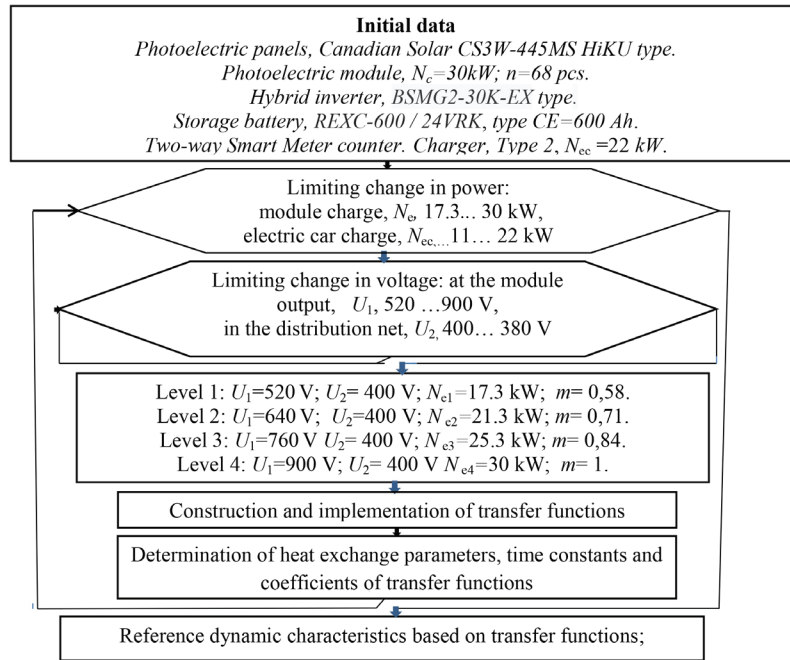 Initial data
Photoelectric panels, Canadian Solar CS3W-445MS HiKU type.
Photoelectric module, Nc=30kW; n=68 pcs.
Hybrid inverter, BSMG2-30K-EX type.
Storage battery, REXC-600 / 24VRK, type CE=600 Ah.
Two-way Smart Meter counter. Charger, Type 2, Nec =22 kW.
Limiting change in power:
module charge, Ne, 17.3... 30 kW,
electric car charge, Nec,...11... 22 kW
Limiting change in voltage: at the module
output, U1, 520 ...900 V,
in the distribution net, U2, 400... 380 V
Level 1: U1=520 V; U2= 400 V; Ne1=17.3 kW; m= 0,58.
Level 2: U1=640 V; U2=400 V; Ne2=21.3 kW; m= 0,71.
Level 3: U1=760 V U2= 400 V; Ne3=25.3 kW; m= 0,84.
Level 4: U1=900 V; U2= 400 V Ne4=30 kW; m= 1.
Construction and implementation of transfer functions
Determination of heat exchange parameters, time constants and
coefficients of transfer functions
Reference dynamic characteristics based on transfer functions;